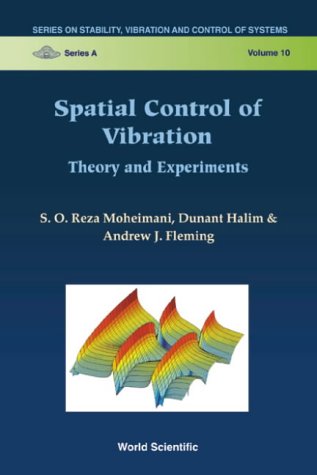 SERIES ON STABILITY, VIBRATION AND CONTROL OF SYSTEMS
Series A
Volume 10
Spatial Control of
Vibration
Theory and Experiments
S. O. Reza Moheimani, Dunant Halim &
Andrew J. Fleming
World Scientific